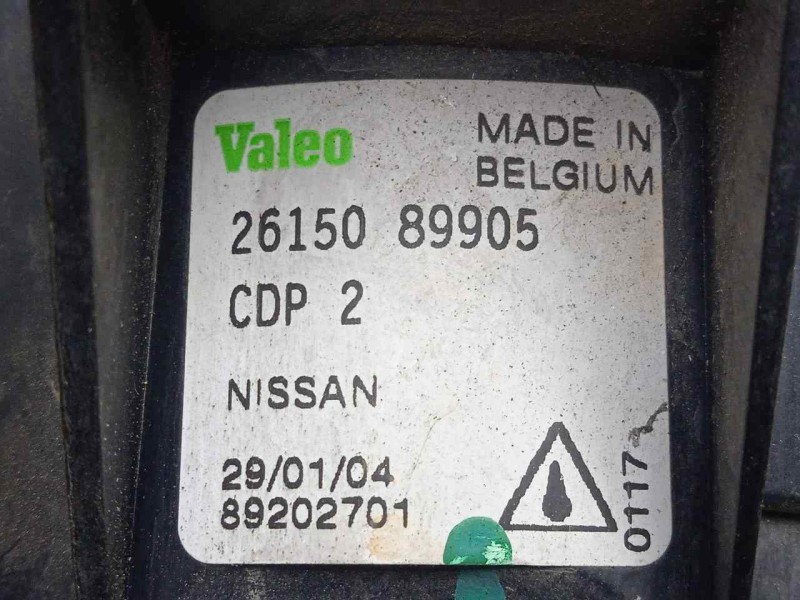 Valeo
MADE IN
BELGIUM
26150 89905
CDP 2
NISSAN
29/01/04
89202701
0117